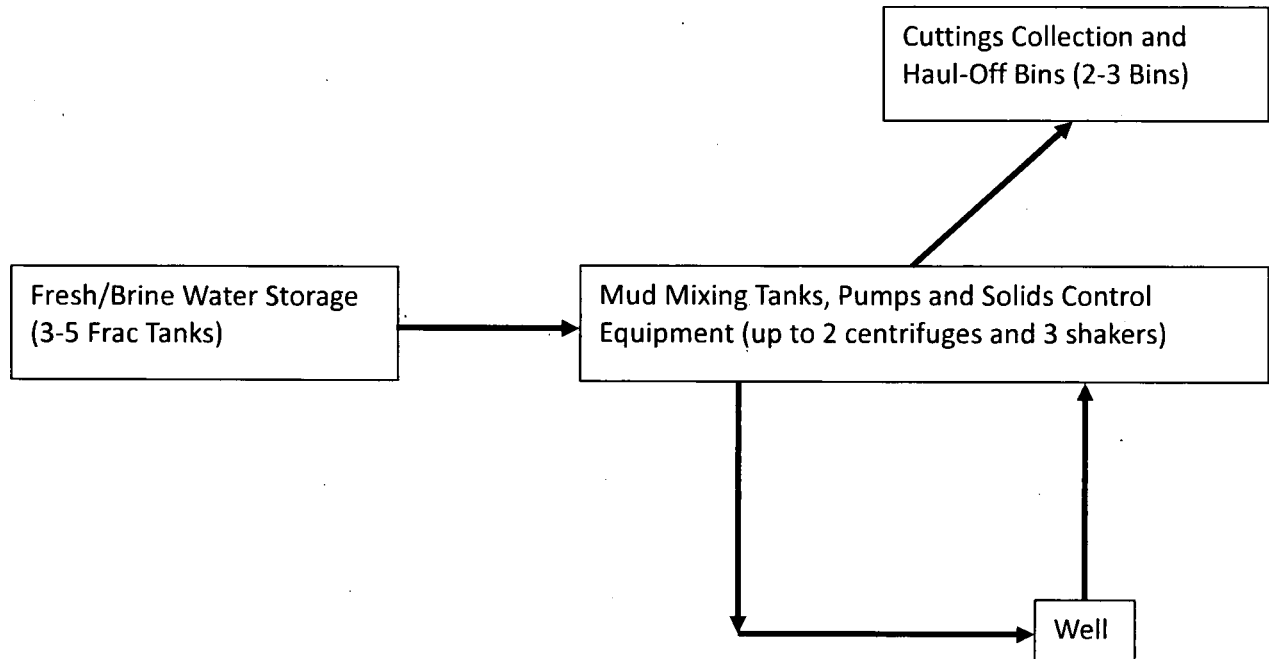 Cuttings Collection and
Haul-Off Bins (2-3 Bins)
Fresh/Brine Water Storage
(3-5 Frac Tanks)
Mud Mixing Tanks, Pumps and Solids Control
Equipment (up to 2 centrifuges and 3 shakers)
Well